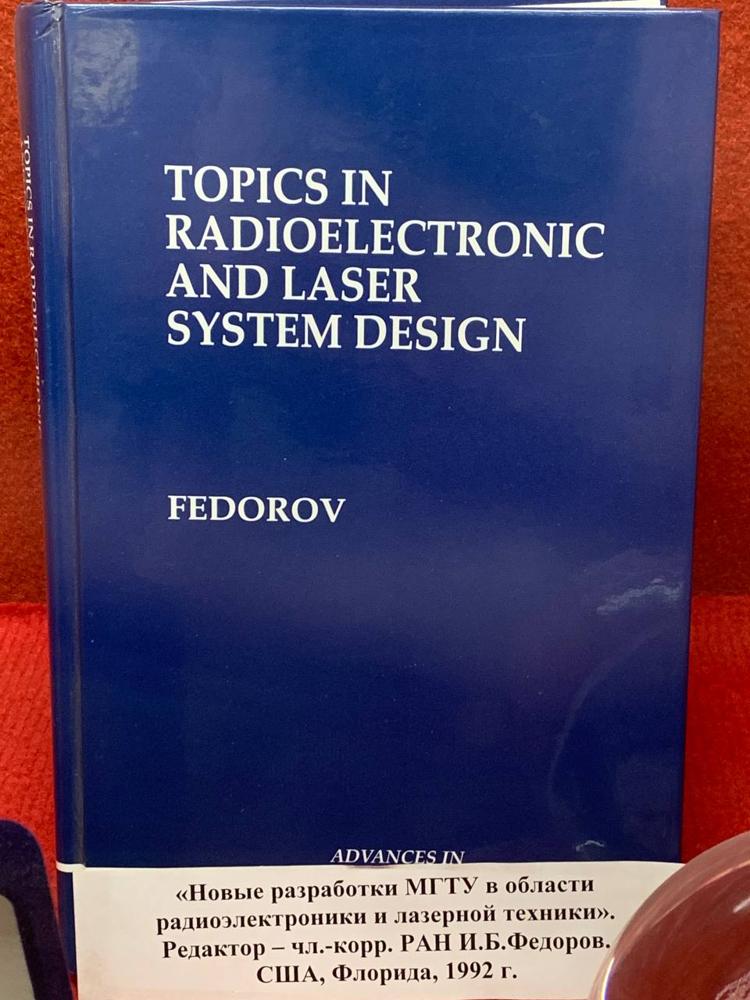 TOPICS IN
RADIOELECTRONIC
AND LASER
SYSTEM DESIGN
FEDOROV
ADVANCES IN
«Новые разработки МГТУ в области
радиоэлектроники и лазерной техники».
Редактор – чл.-корр. РАН И.Б.Федоров.
США, Флорида, 1992 г.
TOPICS IN RADIOELECTRONIC